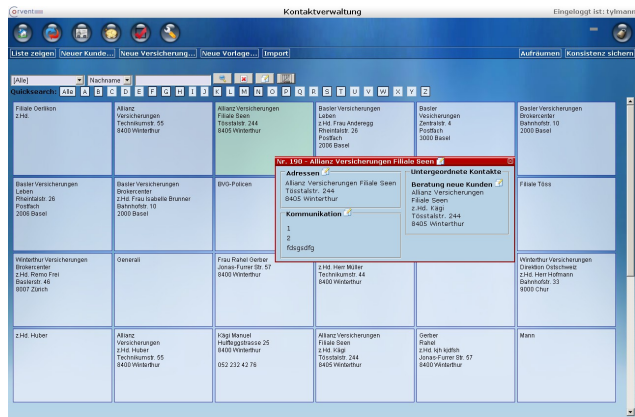 orventas
Kontaktverwaltung
Eingeloggt ist: tylmann
Liste zeigen Neuer Kunde... Neue Versicherung... Neue Vorlage... Import
Aufräumen Konsistenz sichern
[Alle] Nachname
Quicksearch: Alle A B C D E F G H I J K L M N O P Q R S T U V W X Y Z
Filiale Oerlikon
z.Hd.
Allianz
Versicherungen
Technikumstr. 55
8400 Winterthur
Allianz Versicherungen
Filiale Seen
Tösstalstr. 244
8405 Winterthur
Basler Versicherungen
Leben
z.Hd. Frau Anderegg
Rheintalstr. 26
Postfach
2006 Basel
Basler
Versicherungen
Zentralstr. 4
Postfach
3000 Basel
Basler Versicherungen
Brokercenter
Bahnhofstr. 10
2000 Basel
Nr. 190 - Allianz Versicherungen Filiale Seen
Adressen
Allianz Versicherungen Filiale Seen
Tösstalstr. 244
8405 Winterthur
Kommunikation
1
2
fdsgsdfg
Untergeordnete Kontakte
Beratung neue Kunden
Allianz Versicherungen
Filiale Seen
z.Hd. Kägi
Tösstalstr. 244
8405 Winterthur
Basler Versicherungen
Leben
Rheintalstr. 26
Postfach
2006 Basel
Basler Versicherungen
Brokercenter
z.Hd. Frau Isabelle Brunner
Bahnhofstr. 10
2000 Basel
BVG-Policen
Filiale Töss
Winterthur Versicherungen
Brokercenter
z.Hd. Remo Frei
Baslerstr. 46
8007 Zürich
Generali
Frau Rahel Gerber
Jonas-Furrer Str. 57
8400 Winterthur
z.Hd. Herr Müller
Technikumstr. 44
8400 Winterthur
Winterthur Versicherungen
Direktion Ostschweiz
z.Hd. Herr Hofmann
Bahnhofstr. 33
9000 Chur
z.Hd. Huber
Allianz
Versicherungen
z.Hd. Huber
Technikumstr. 55
8400 Winterthur
Kägi Manuel
Hulfteggstrasse 25
8400 Winterthur
052 232 42 76
Allianz Versicherungen
Filiale Seen
z.Hd. Kägi
Tösstalstr. 244
8405 Winterthur
Gerber
Rahel
z.Hd. kjh kjdfsh
Jonas-Furrer Str. 57
8400 Winterthur
Mann